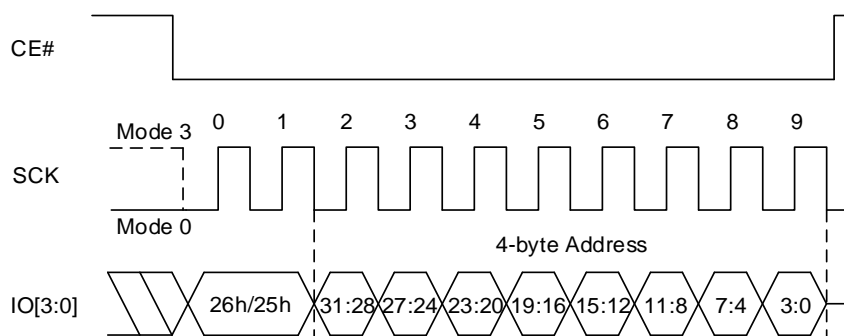 CE#
Mode 3
0 1 2 3 4 5 6 7 8 9
SCK
Mode 0
4-byte Address
IO[3:0]
26h/25h 31:28 27:24 23:20 19:16 15:12 11:8 7:4 3:0